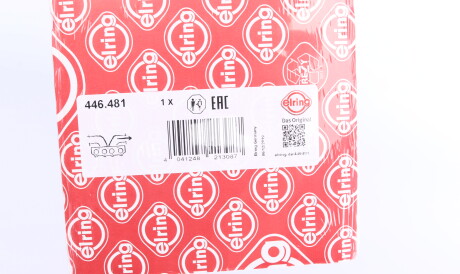 elring
446.481
1 X
EAC
elring
Das Original
4 041248 213087